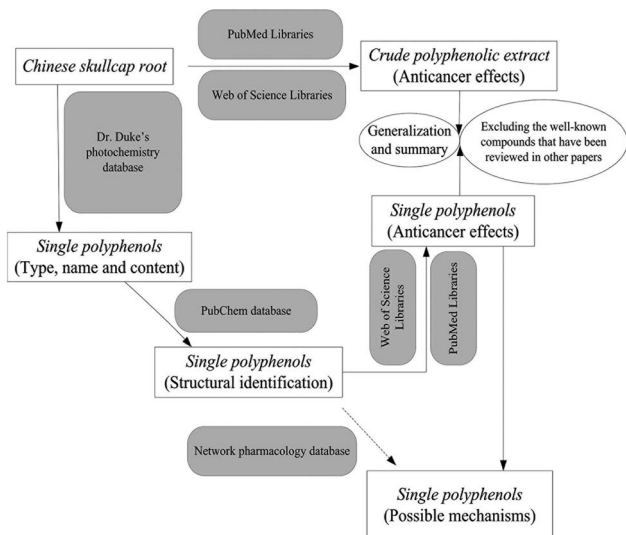 PubMed Libraries
Chinese skullcap root
Web of Science Libraries
Crude polyphenolic extract
(Anticancer effects)
Dr. Duke's
photochemistry
database
Generalization
and summary
Excluding the well-known
compounds that have been
reviewed in other papers
Single polyphenols
(Anticancer effects)
Single polyphenols
(Type, name and content)
PubChem database
Web of Science
Libraries
PubMed Libraries
Single polyphenols
(Structural identification)
Network pharmacology database
Single polyphenols
(Possible mechanisms)